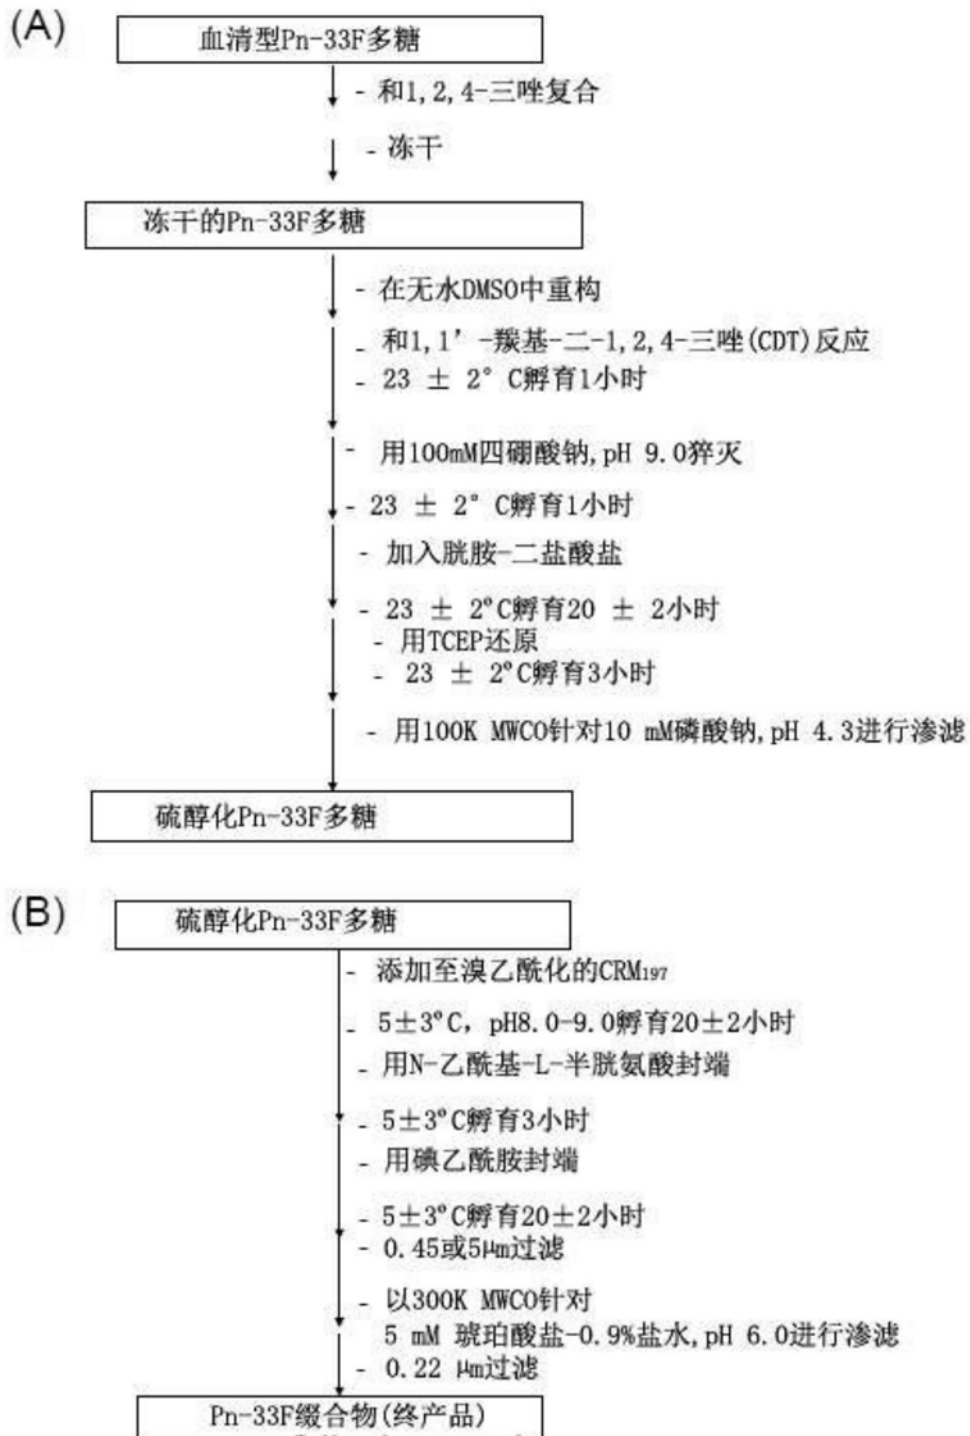 (A)
血清型Pn-33F多糖
- 和1,2,4-三唑复合
- 冻干
冻干的Pn-33F多糖
- 在无水DMSO中重构
- 和1,1’-羰基-二-1,2,4-三唑(CDT)反应
- 23 ± 2° C孵育1小时
- 用100mM四硼酸钠,pH 9.0猝灭
- 23 ± 2° C孵育1小时
- 加入胱胺-二盐酸盐
- 23 ± 2°C孵育20 ± 2小时
- 用TCEP还原
- 23 ± 2°C孵育3小时
- 用100K MWCO针对10 mM磷酸钠,pH 4.3进行渗滤
硫醇化Pn-33F多糖
(B)
硫醇化Pn-33F多糖
- 添加至溴乙酰化的CRM197
- 5±3°C, pH8.0-9.0孵育20±2小时
- 用N-乙酰基-L-半胱氨酸封端
- 5±3°C孵育3小时
- 用碘乙酰胺封端
- 5±3°C孵育20±2小时
- 0.45或5μm过滤
- 以300K MWCO针对
5 mM 琥珀酸盐-0.9%盐水,pH 6.0进行渗滤
- 0.22 μm过滤
Pn-33F缀合物(终产品)